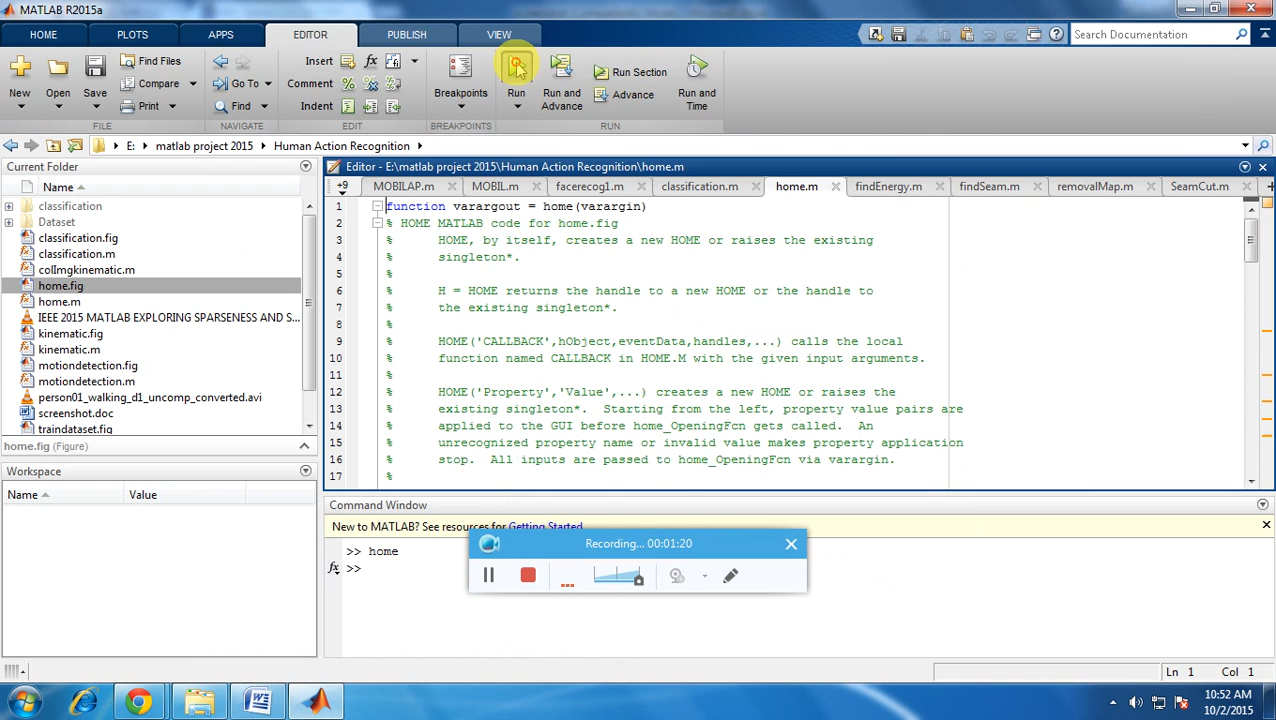 MATLAB R2015a
HOME
PLOTS
APPS
EDITOR
PUBLISH
VIEW
Search Documentation
New
Open
Save
Find Files
Compare
Print
FILE
Go To
Find
NAVIGATE
Insert
fx
Comment
%
Indent
EDIT
Breakpoints
BREAKPOINTS
Run
Run and
Advance
Run Section
Advance
Run and
Time
RUN
E:
matlab project 2015
Human Action Recognition
Current Folder
Name
classification
Dataset
classification.fig
classification.m
colImgkinematic.m
home.fig
home.m
IEEE 2015 MATLAB EXPLORING SPARSENESS AND S...
kinematic.fig
kinematic.m
motiondetection.fig
motiondetection.m
person01_walking_d1_uncomp_converted.avi
screenshot.doc
traindataset.fig
home.fig (Figure)
Workspace
Name
Value
Editor - E:\matlab project 2015\Human Action Recognition\home.m
+9
MOBILAP.m
MOBIL.m
facerecog1.m
classification.m
home.m
findEnergy.m
findSeam.m
removalMap.m
SeamCut.m
1 function varargout = home(varargin)
2 % HOME MATLAB code for home.fig
3 % HOME, by itself, creates a new HOME or raises the existing
4 % singleton*.
5 %
6 % H = HOME returns the handle to a new HOME or the handle to
7 % the existing singleton*.
8 %
9 % HOME('CALLBACK',hObject,eventData,handles,...) calls the local
10 % function named CALLBACK in HOME.M with the given input arguments.
11 %
12 % HOME('Property','Value',...) creates a new HOME or raises the
13 % existing singleton*. Starting from the left, property value pairs are
14 % applied to the GUI before home_OpeningFcn gets called. An
15 % unrecognized property name or invalid value makes property application
16 % stop. All inputs are passed to home_OpeningFcn via varargin.
17 %
Command Window
New to MATLAB? See resources for Getting Started.
>> home
fx >>
Recording... 00:01:20
Ln 1
Col 1
10:52 AM
10/2/2015